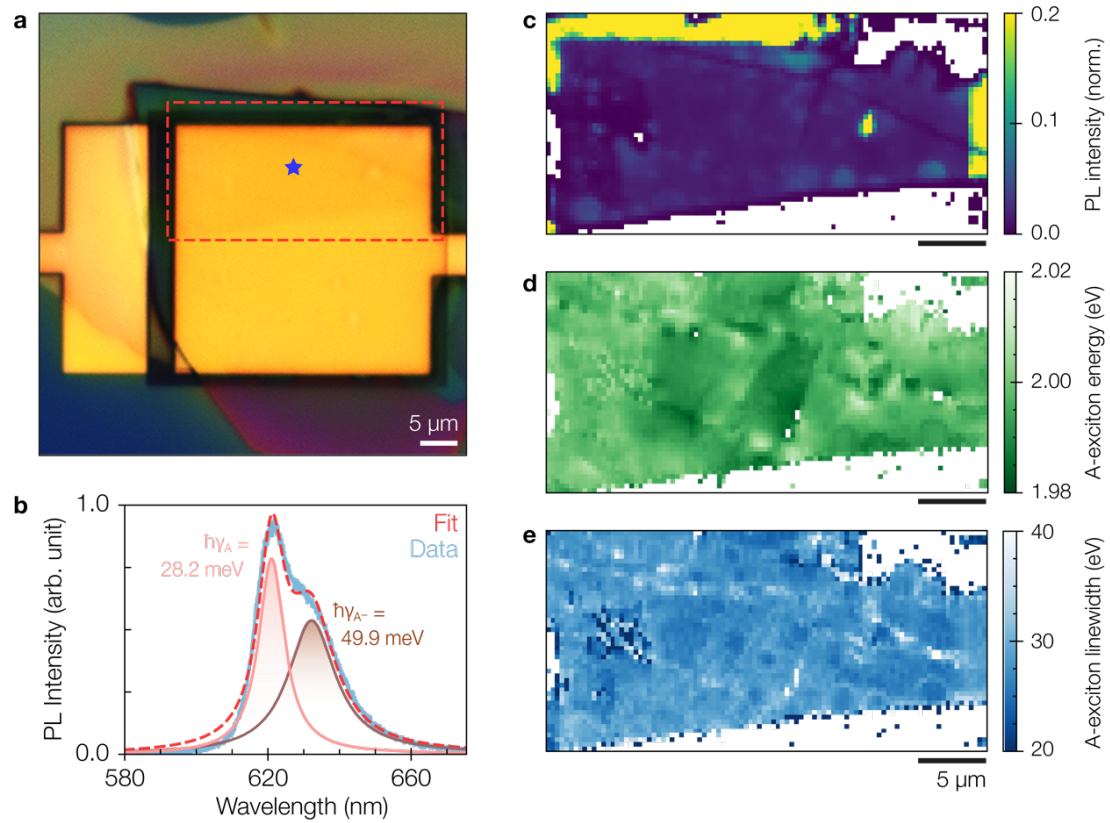 a
5 µm
b
1.0
PL Intensity (arb. unit)
0.0
Fit
Data
ħγA =
28.2 meV
ħγA− =
49.9 meV
580
620
660
Wavelength (nm)
c
0.2
0.1
0.0
PL intensity (norm.)
d
2.02
2.00
1.98
A-exciton energy (eV)
e
40
30
20
A-exciton linewidth (eV)
5 µm